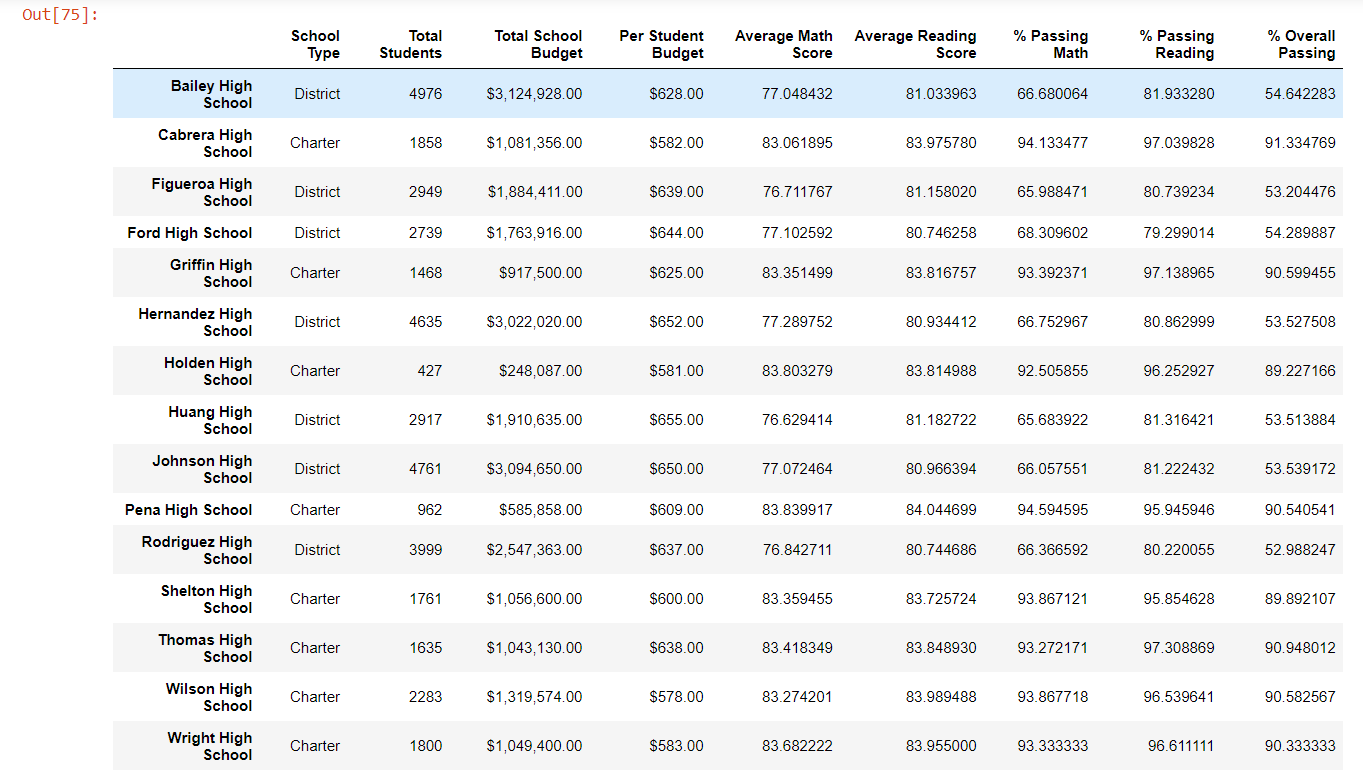 Out[75]:
School Type Total Students Total School Budget Per Student Budget Average Math Score Average Reading Score % Passing Math % Passing Reading % Overall Passing
Bailey High School District 4976 $3,124,928.00 $628.00 77.048432 81.033963 66.680064 81.933280 54.642283
Cabrera High School Charter 1858 $1,081,356.00 $582.00 83.061895 83.975780 94.133477 97.039828 91.334769
Figueroa High School District 2949 $1,884,411.00 $639.00 76.711767 81.158020 65.988471 80.739234 53.204476
Ford High School District 2739 $1,763,916.00 $644.00 77.102592 80.746258 68.309602 79.299014 54.289887
Griffin High School Charter 1468 $917,500.00 $625.00 83.351499 83.816757 93.392371 97.138965 90.599455
Hernandez High School District 4635 $3,022,020.00 $652.00 77.289752 80.934412 66.752967 80.862999 53.527508
Holden High School Charter 427 $248,087.00 $581.00 83.803279 83.814988 92.505855 96.252927 89.227166
Huang High School District 2917 $1,910,635.00 $655.00 76.629414 81.182722 65.683922 81.316421 53.513884
Johnson High School District 4761 $3,094,650.00 $650.00 77.072464 80.966394 66.057551 81.222432 53.539172
Pena High School Charter 962 $585,858.00 $609.00 83.839917 84.044699 94.594595 95.945946 90.540541
Rodriguez High School District 3999 $2,547,363.00 $637.00 76.842711 80.744686 66.366592 80.220055 52.988247
Shelton High School Charter 1761 $1,056,600.00 $600.00 83.359455 83.725724 93.867121 95.854628 89.892107
Thomas High School Charter 1635 $1,043,130.00 $638.00 83.418349 83.848930 93.272171 97.308869 90.948012
Wilson High School Charter 2283 $1,319,574.00 $578.00 83.274201 83.989488 93.867718 96.539641 90.582567
Wright High School Charter 1800 $1,049,400.00 $583.00 83.682222 83.955000 93.333333 96.611111 90.333333